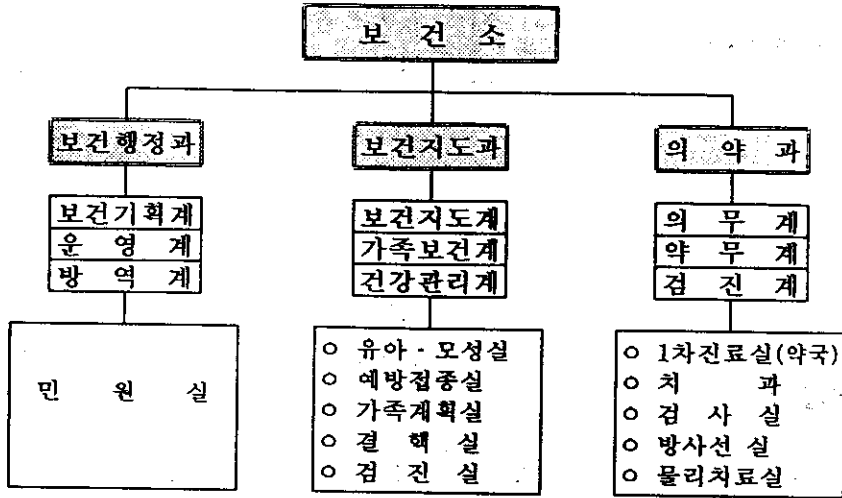 보 건 소
보건행정과
보건지도과
의 약 과
보건기획계
운 영 계
방 역 계
보건지도계
가족보건계
건강관리계
의 무 계
약 무 계
검 진 계
민 원 실
○ 유아 · 모성실
○ 예방접종실
○ 가족계획실
○ 결 핵 실
○ 검 진 실
○ 1차진료실(약국)
○ 치 과
○ 검 사 실
○ 방사선 실
○ 물리치료실